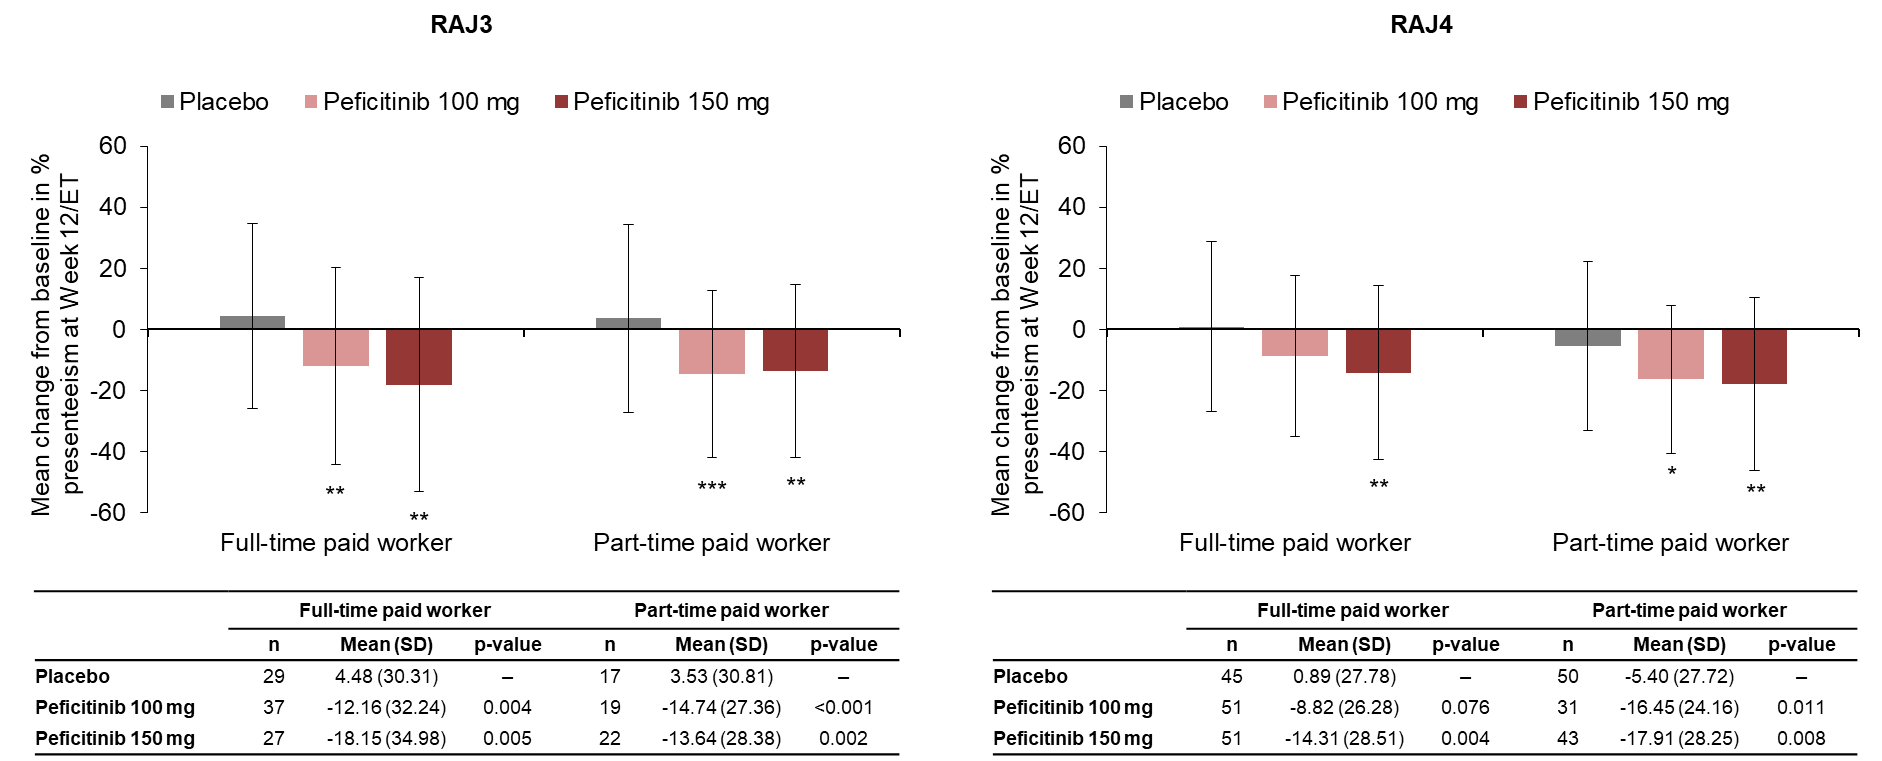 RAJ3
Placebo Peficitinib 100 mg Peficitinib 150 mg
Mean change from baseline in %
presenteeism at Week 12/ET
60
40
20
0
-20
-40
-60
**
**
***
**
Full-time paid worker Part-time paid worker
Full-time paid worker Part-time paid worker
n Mean (SD) p-value n Mean (SD) p-value
Placebo 29 4.48 (30.31) – 17 3.53 (30.81) –
Peficitinib 100 mg 37 -12.16 (32.24) 0.004 19 -14.74 (27.36) <0.001
Peficitinib 150 mg 27 -18.15 (34.98) 0.005 22 -13.64 (28.38) 0.002
RAJ4
Placebo Peficitinib 100 mg Peficitinib 150 mg
Mean change from baseline in %
presenteeism at Week 12/ET
60
40
20
0
-20
-40
-60
**
*
**
Full-time paid worker Part-time paid worker
Full-time paid worker Part-time paid worker
n Mean (SD) p-value n Mean (SD) p-value
Placebo 45 0.89 (27.78) – 50 -5.40 (27.72) –
Peficitinib 100 mg 51 -8.82 (26.28) 0.076 31 -16.45 (24.16) 0.011
Peficitinib 150 mg 51 -14.31 (28.51) 0.004 43 -17.91 (28.25) 0.008